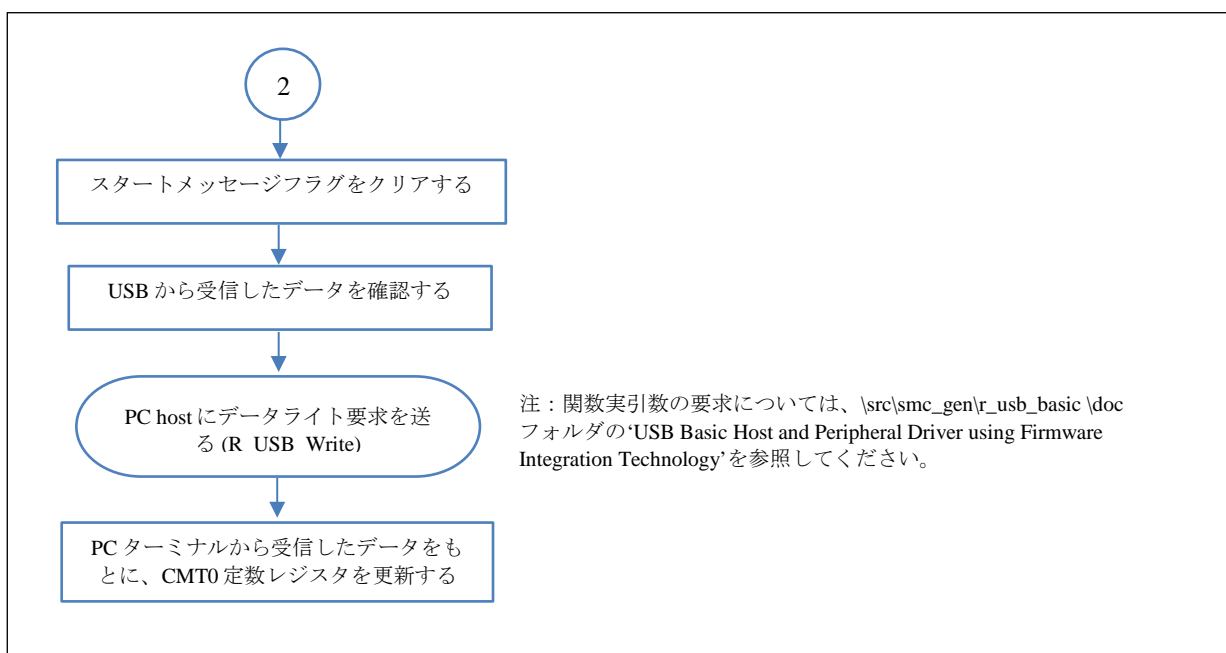 2
スタートメッセージフラグをクリアする
USB から受信したデータを確認する
PC host にデータライト要求を送
る (R_USB_Write)
注：関数実引数の要求については、\src\smc_gen\r_usb_basic \doc
フォルダの‘USB Basic Host and Peripheral Driver using Firmware
Integration Technology’を参照してください。
PC ターミナルから受信したデータをも
とに、CMT0 定数レジスタを更新する